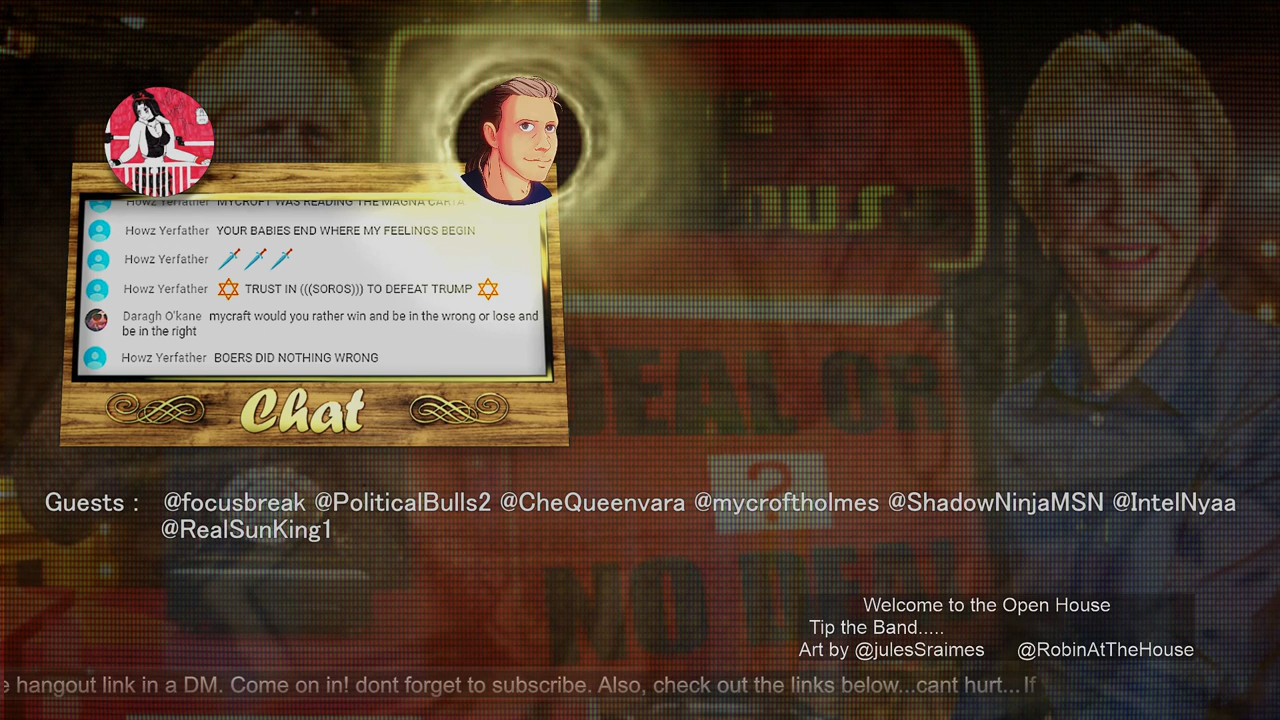 Howz Yerfather MYCROFT WAS READING THE MAGNA CARTA
Howz Yerfather YOUR BABIES END WHERE MY FEELINGS BEGIN
Howz Yerfather 🗡🗡🗡
Howz Yerfather ✡ TRUST IN (((SOROS))) TO DEFEAT TRUMP ✡
Daragh O'kane mycraft would you rather win and be in the wrong or lose and
be in the right
Howz Yerfather BOERS DID NOTHING WRONG
Chat
DEAL OR
?
NO DEAL
Guests : @focusbreak @PoliticalBulls2 @CheQueenvara @mycroftholmes @ShadowNinjaMSN @IntelNyaa
@RealSunKing1
Welcome to the Open House
Tip the Band.....
Art by @julesSraimes @RobinAtTheHouse
e hangout link in a DM. Come on in! dont forget to subscribe. Also, check out the links below...cant hurt... If